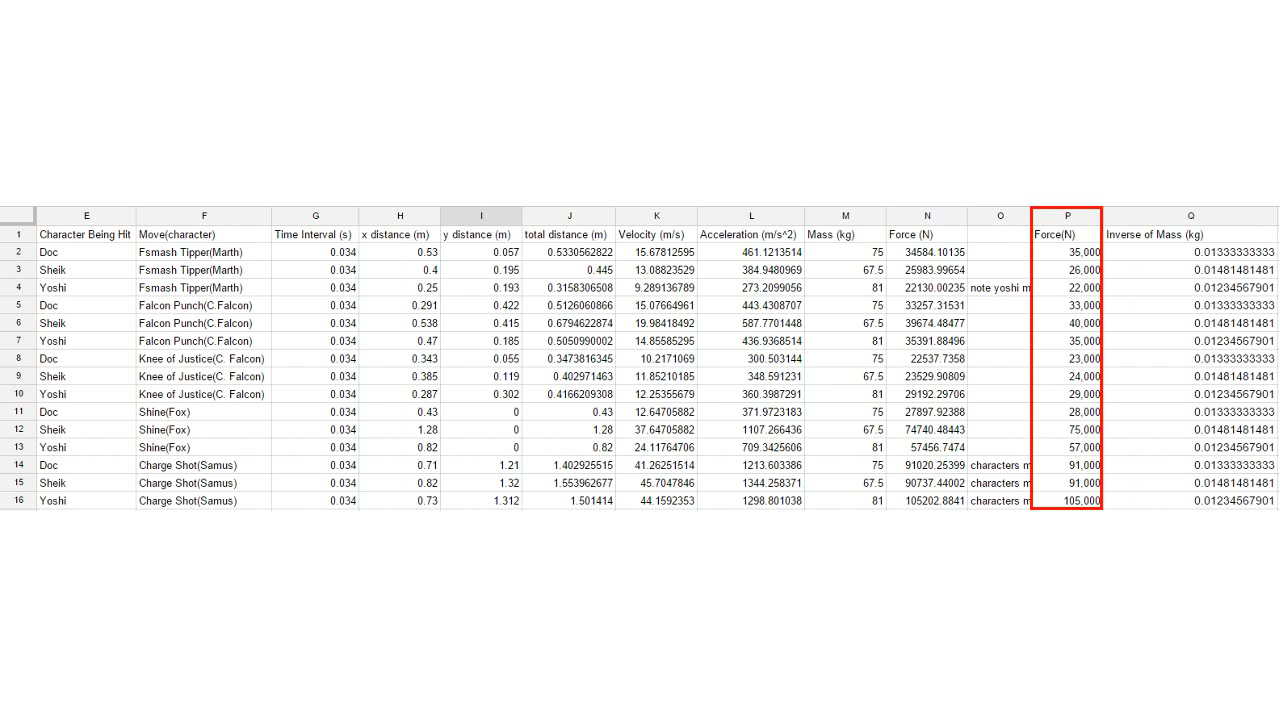 E F G H I J K L M N O P Q
1 Character Being Hit Move(character) Time Interval (s) x distance (m) y distance (m) total distance (m) Velocity (m/s) Acceleration (m/s^2) Mass (kg) Force (N) Force(N) Inverse of Mass (kg)
2 Doc Fsmash Tipper(Marth) 0.034 0.53 0.057 0.5330562822 15.67812595 461.1213514 75 34584.10135 35,000 0.01333333333
3 Sheik Fsmash Tipper(Marth) 0.034 0.4 0.195 0.445 13.08823529 384.9480969 67.5 25983.99654 26,000 0.01481481481
4 Yoshi Fsmash Tipper(Marth) 0.034 0.25 0.193 0.3158306508 9.289136789 273.2099056 81 22130.00235 note yoshi m 22,000 0.01234567901
5 Doc Falcon Punch(C.Falcon) 0.034 0.291 0.422 0.5126060866 15.07664961 443.4308707 75 33257.31531 33,000 0.01333333333
6 Sheik Falcon Punch(C.Falcon) 0.034 0.538 0.415 0.6794622874 19.98418492 587.7701448 67.5 39674.48477 40,000 0.01481481481
7 Yoshi Falcon Punch(C.Falcon) 0.034 0.47 0.185 0.5050990002 14.85585295 436.9368514 81 35391.88496 35,000 0.01234567901
8 Doc Knee of Justice(C. Falcon) 0.034 0.343 0.055 0.3473816345 10.2171069 300.503144 75 22537.7358 23,000 0.01333333333
9 Sheik Knee of Justice(C. Falcon) 0.034 0.385 0.119 0.402971463 11.85210185 348.591231 67.5 23529.90809 24,000 0.01481481481
10 Yoshi Knee of Justice(C. Falcon) 0.034 0.287 0.302 0.4166209308 12.25355679 360.3987291 81 29192.29706 29,000 0.01234567901
11 Doc Shine(Fox) 0.034 0.43 0 0.43 12.64705882 371.9723183 75 27897.92388 28,000 0.01333333333
12 Sheik Shine(Fox) 0.034 1.28 0 1.28 37.64705882 1107.266436 67.5 74740.48443 75,000 0.01481481481
13 Yoshi Shine(Fox) 0.034 0.82 0 0.82 24.11764706 709.3425606 81 57456.7474 57,000 0.01234567901
14 Doc Charge Shot(Samus) 0.034 0.71 1.21 1.402925515 41.26251514 1213.603386 75 91020.25399 characters m 91,000 0.01333333333
15 Sheik Charge Shot(Samus) 0.034 0.82 1.32 1.553962677 45.7047846 1344.258371 67.5 90737.44002 characters m 91,000 0.01481481481
16 Yoshi Charge Shot(Samus) 0.034 0.73 1.312 1.501414 44.1592353 1298.801038 81 105202.8841 characters m 105,000 0.01234567901